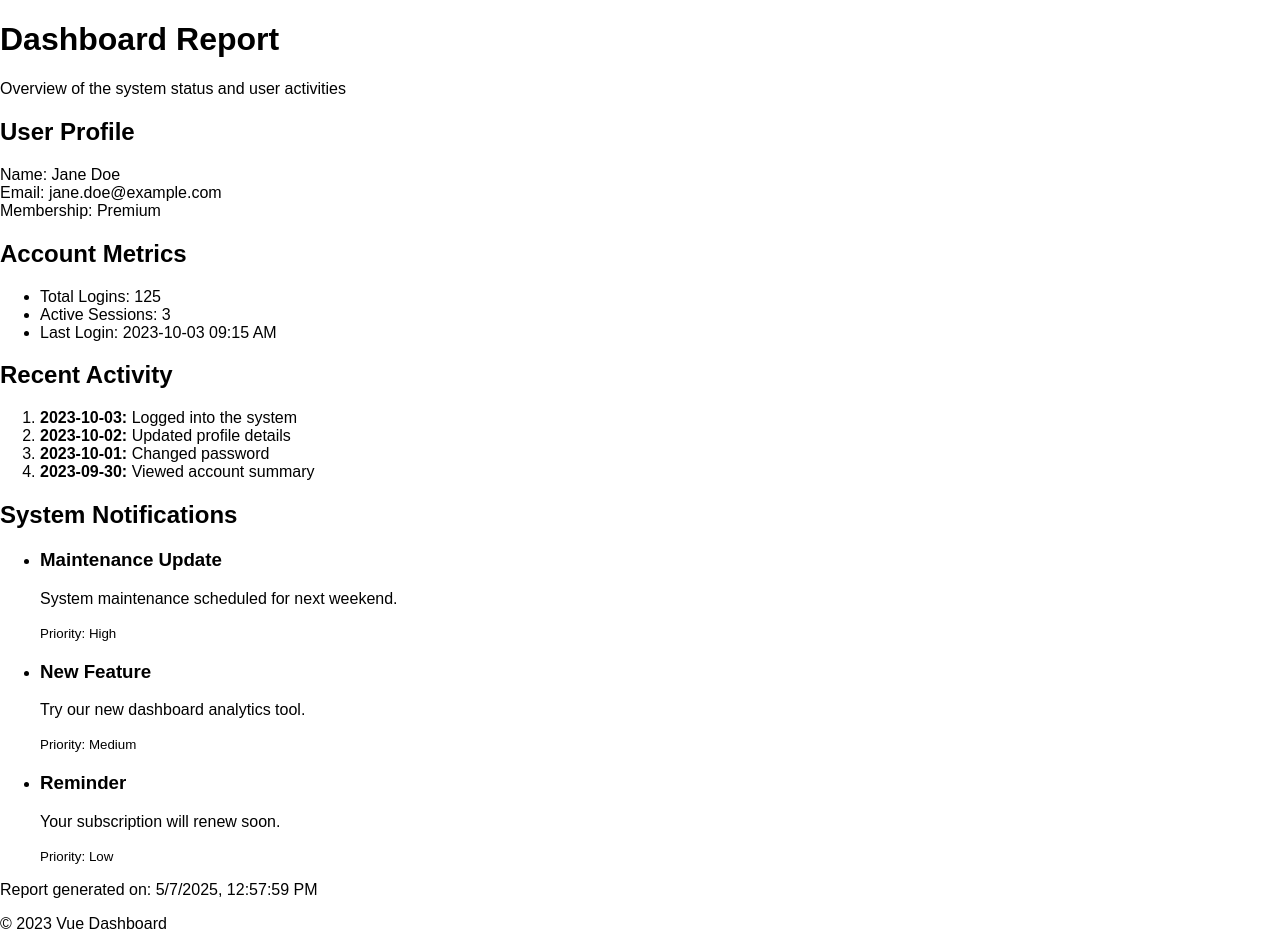 Dashboard Report
Overview of the system status and user activities
User Profile
Name: Jane Doe
Email: jane.doe@example.com
Membership: Premium
Account Metrics
• Total Logins: 125
• Active Sessions: 3
• Last Login: 2023-10-03 09:15 AM
Recent Activity
1. 2023-10-03: Logged into the system
2. 2023-10-02: Updated profile details
3. 2023-10-01: Changed password
4. 2023-09-30: Viewed account summary
System Notifications
• Maintenance Update
System maintenance scheduled for next weekend.
Priority: High
• New Feature
Try our new dashboard analytics tool.
Priority: Medium
• Reminder
Your subscription will renew soon.
Priority: Low
Report generated on: 5/7/2025, 12:57:59 PM
© 2023 Vue Dashboard